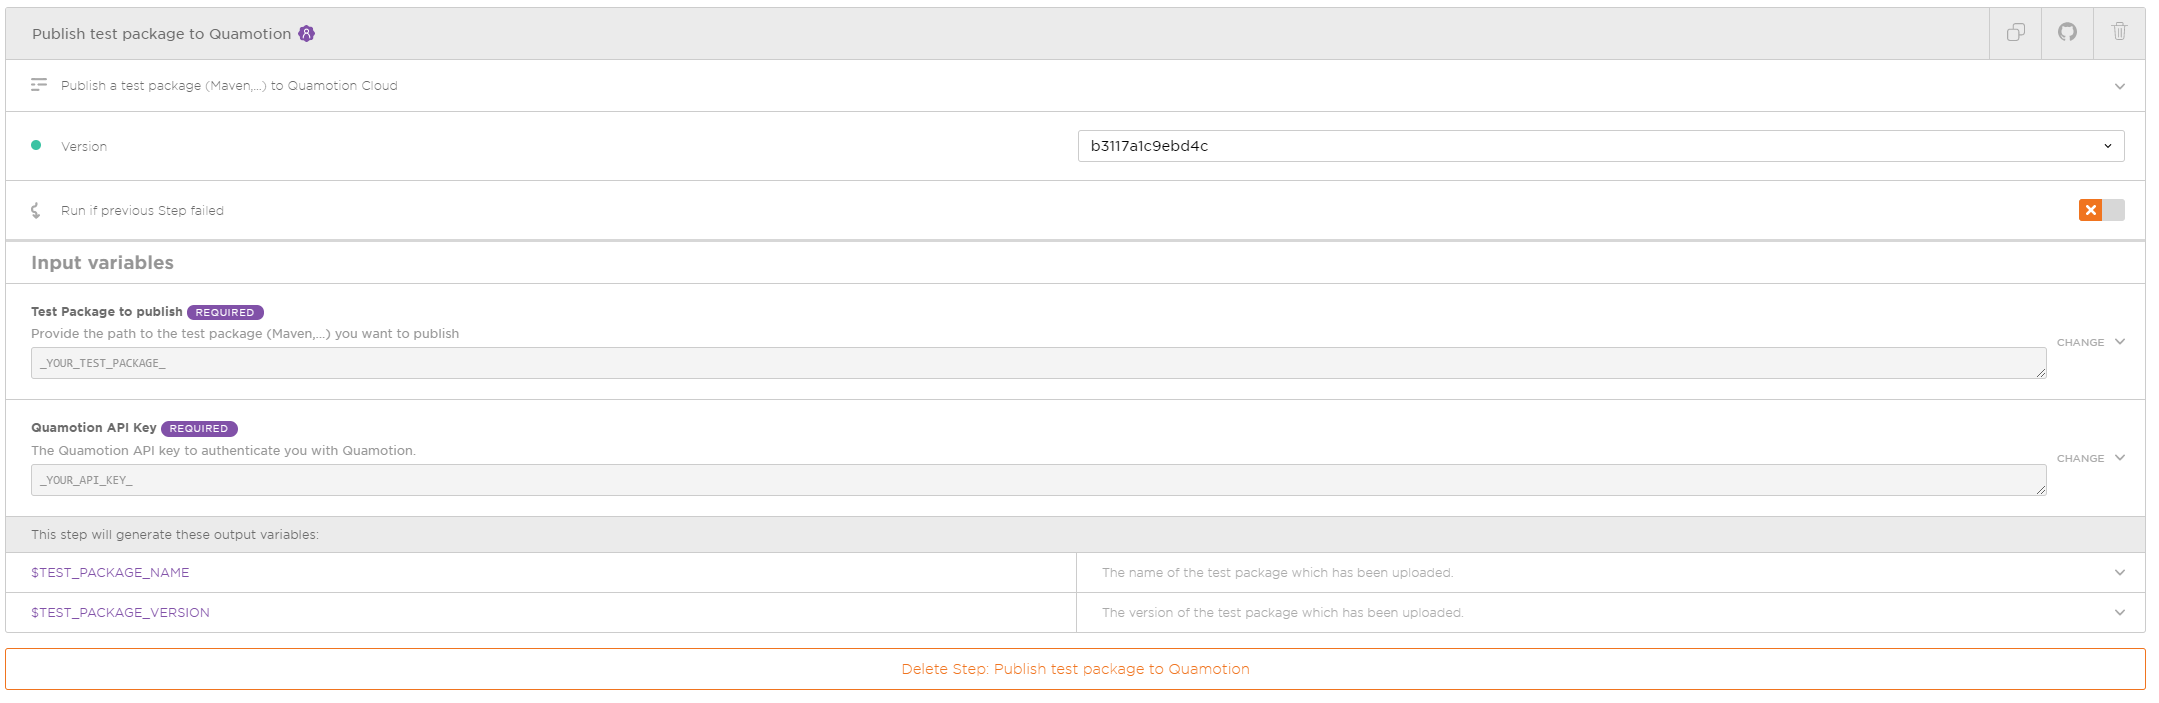 Publish test package to Quamotion
Publish a test package (Maven,...) to Quamotion Cloud
Version
b3117a1c9ebd4c
Run if previous Step failed
Input variables
Test Package to publish REQUIRED
Provide the path to the test package (Maven,...) you want to publish
_YOUR_TEST_PACKAGE_
CHANGE
Quamotion API Key REQUIRED
The Quamotion API key to authenticate you with Quamotion.
_YOUR_API_KEY_
CHANGE
This step will generate these output variables:
$TEST_PACKAGE_NAME
The name of the test package which has been uploaded.
$TEST_PACKAGE_VERSION
The version of the test package which has been uploaded.
Delete Step: Publish test package to Quamotion